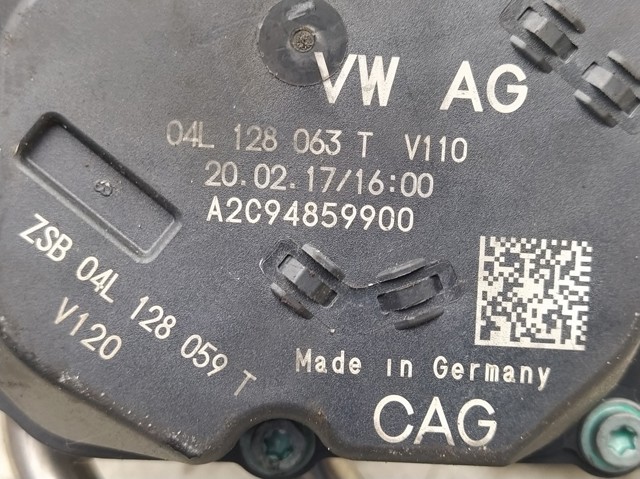 VW AG
04L 128 063 T V110
20.02.17/16:00
A2C94859900
ZSB 04L 128 059 T
V120
Made in Germany
CAG